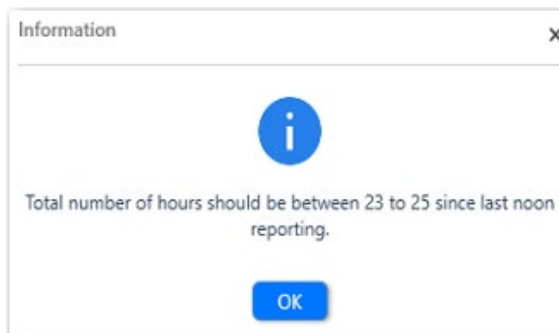 Information
x
i
Total number of hours should be between 23 to 25 since last noon
reporting.
OK